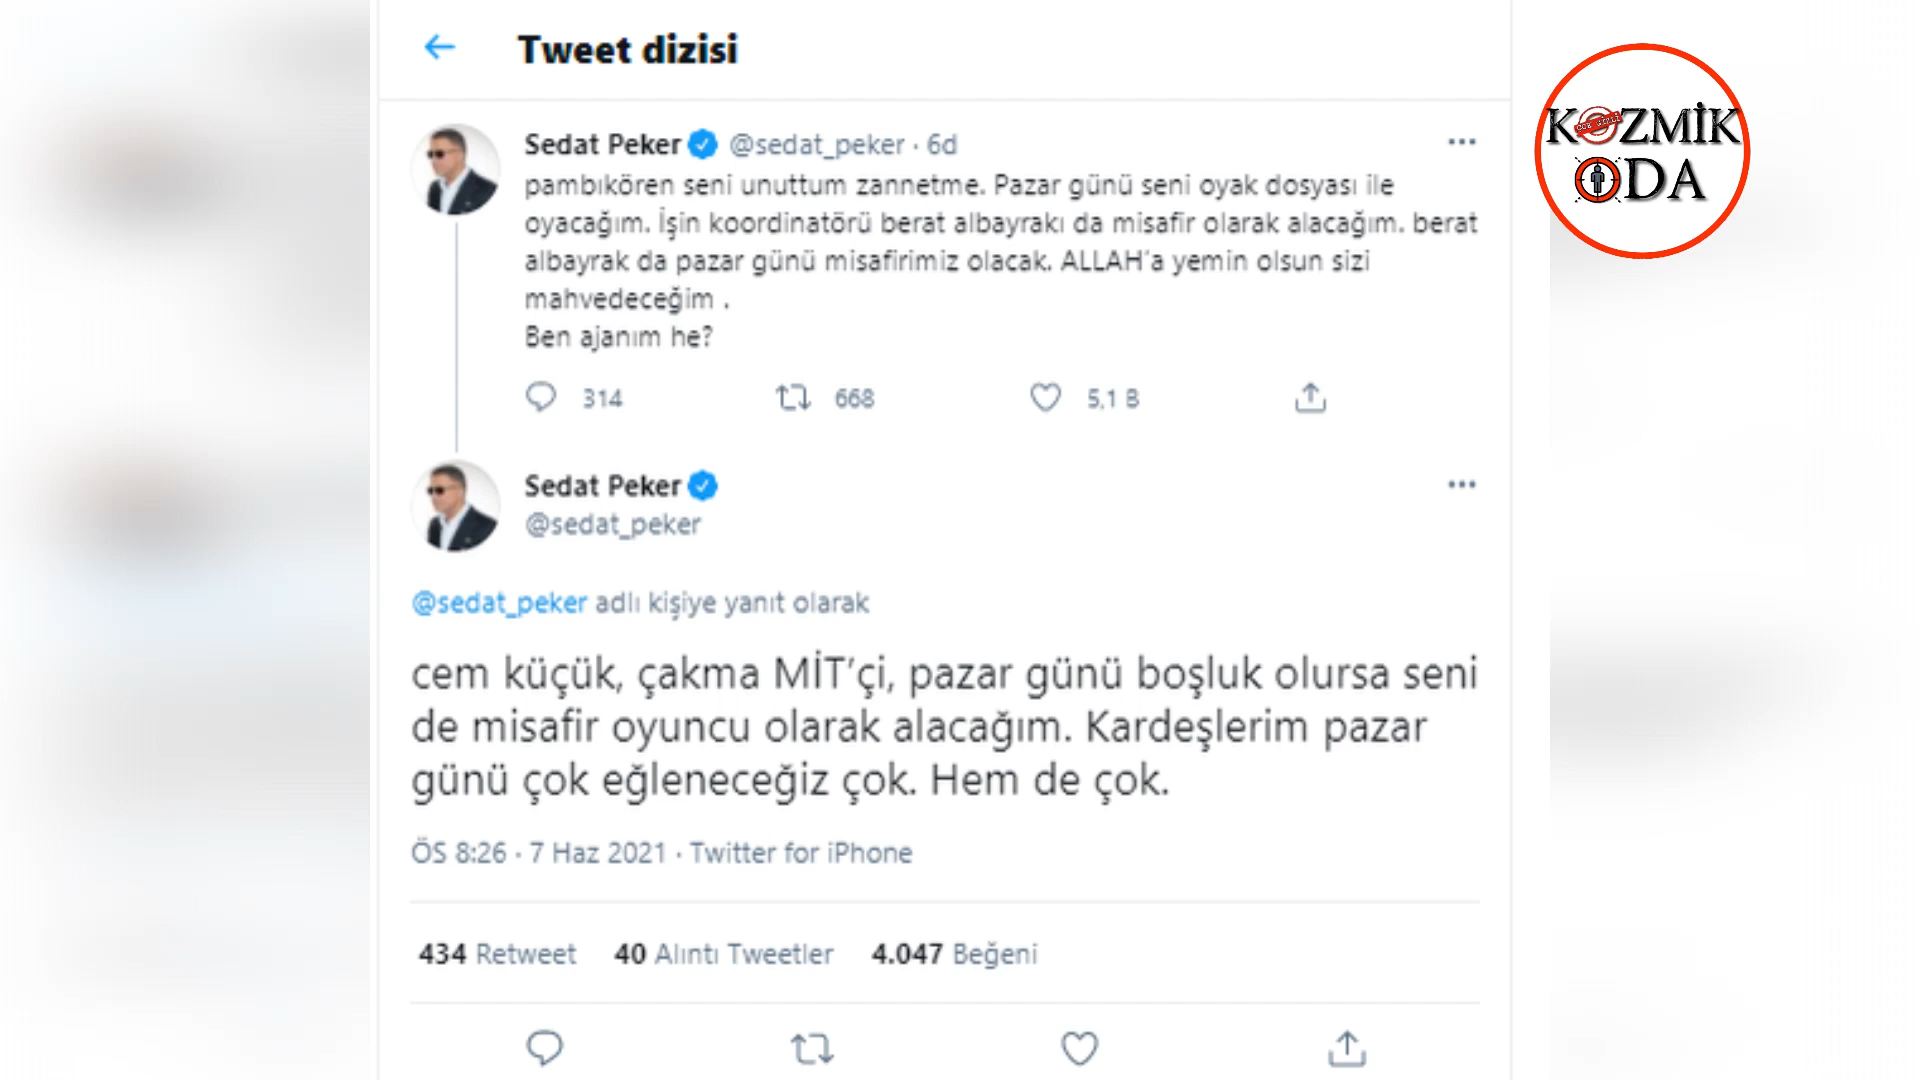 Tweet dizisi
Sedat Peker @sedat_peker · 6d
pambıkören seni unuttum zannetme. Pazar günü seni oyak dosyası ile
oyacağım. İşin koordinatörü berat albayrakı da misafir olarak alacağım. berat
albayrak da pazar günü misafirimiz olacak. ALLAH'a yemin olsun sizi
mahvedeceğim .
Ben ajanım he?
314 668 5,1 B
Sedat Peker
@sedat_peker
@sedat_peker adlı kişiye yanıt olarak
cem küçük, çakma MİT'çi, pazar günü boşluk olursa seni
de misafir oyuncu olarak alacağım. Kardeşlerim pazar
günü çok eğleneceğiz çok. Hem de çok.
ÖS 8:26 · 7 Haz 2021 · Twitter for iPhone
434 Retweet 40 Alıntı Tweetler 4.047 Beğeni
KOZMİK
ODA